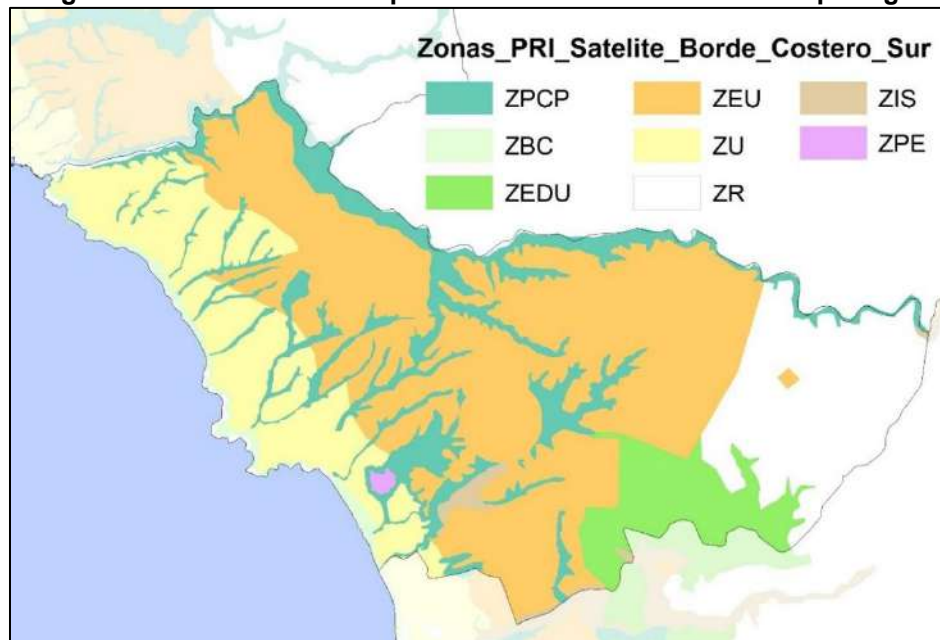 Zonas_PRI_Satelite_Borde_Costero_Sur
ZPCP ZEU ZIS
ZBC ZU ZPE
ZEDU ZR